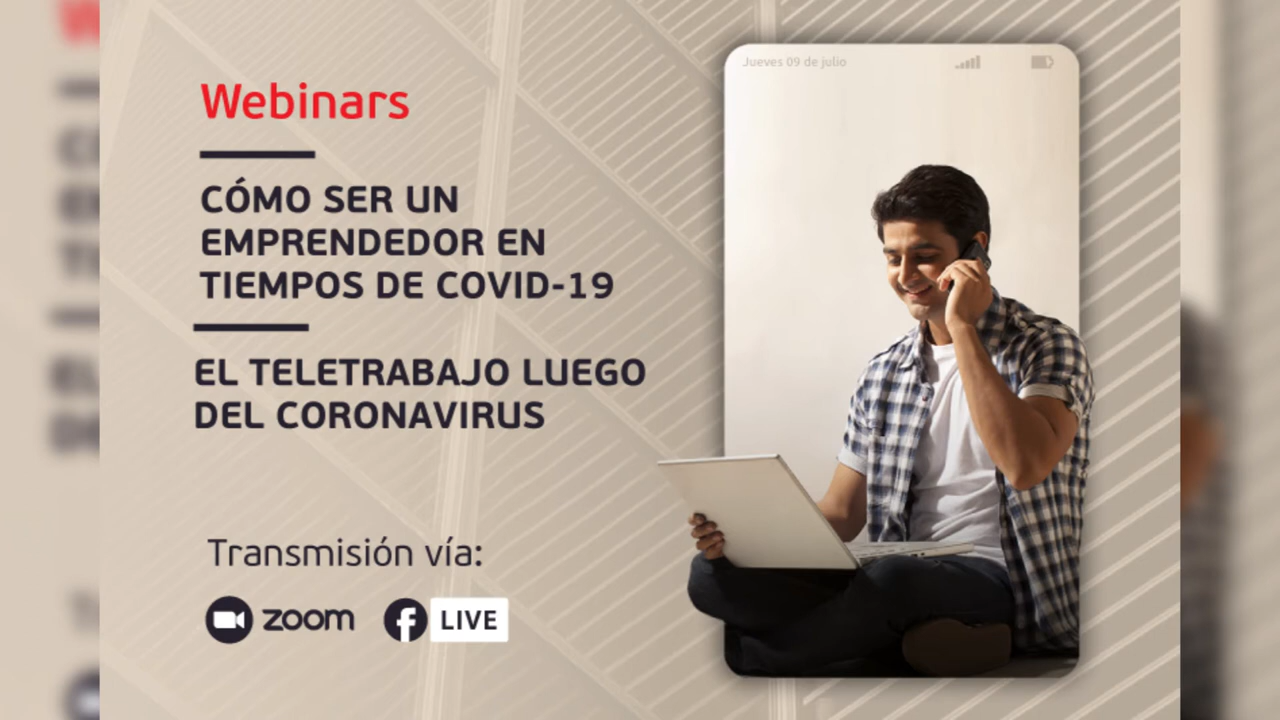 Webinars
CÓMO SER UN
EMPRENDEDOR EN
TIEMPOS DE COVID-19
EL TELETRABAJO LUEGO
DEL CORONAVIRUS
Transmisión vía:
zoom
f LIVE
Jueves 09 de julio